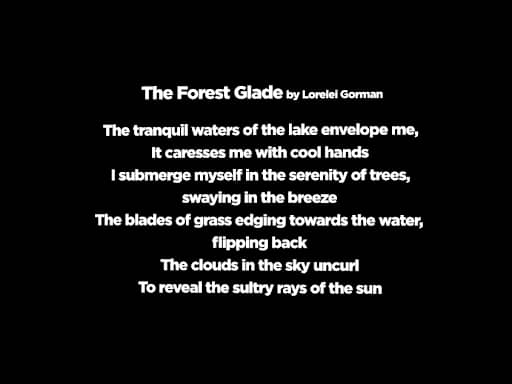 The Forest Glade by Lorelei Gorman
The tranquil waters of the lake envelope me,
It caresses me with cool hands
I submerge myself in the serenity of trees,
swaying in the breeze
The blades of grass edging towards the water,
flipping back
The clouds in the sky uncurl
To reveal the sultry rays of the sun